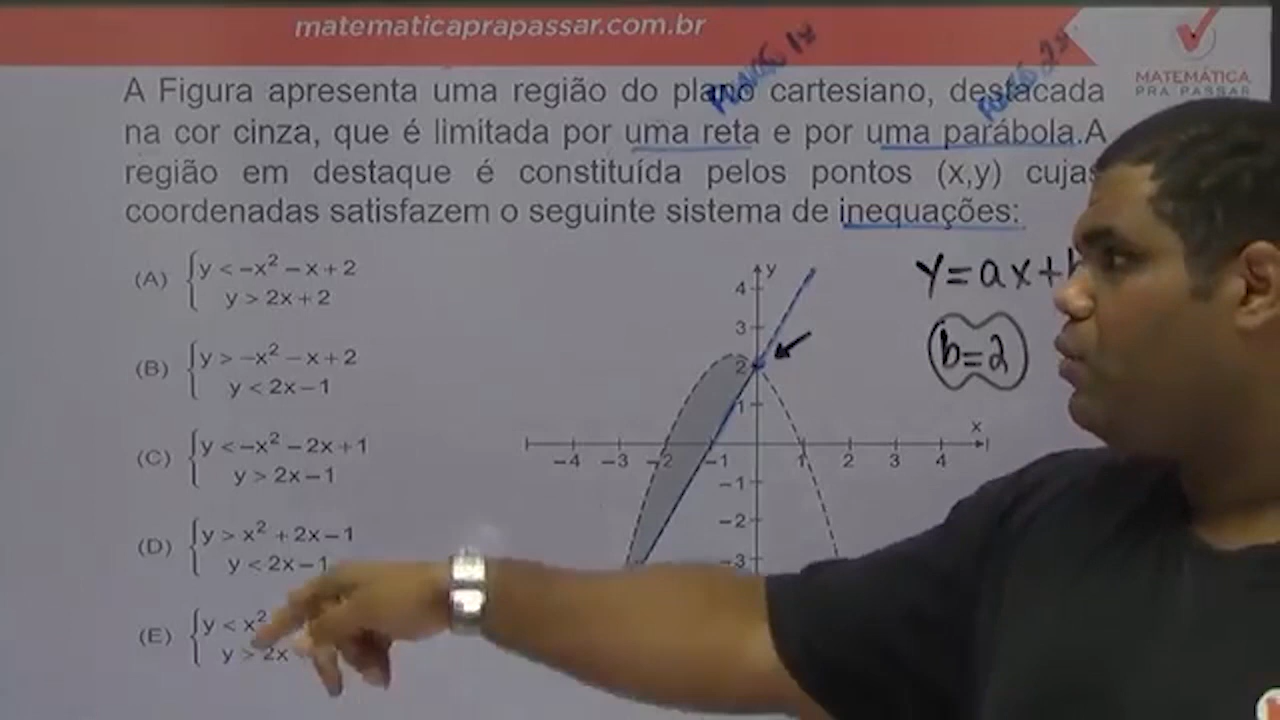 matematicaprapassar.com.br
MATEMÁTICA
PRA PASSAR
A Figura apresenta uma região do plano cartesiano, destacada
na cor cinza, que é limitada por uma reta e por uma parábola.A
região em destaque é constituída pelos pontos (x,y) cujas
coordenadas satisfazem o seguinte sistema de inequações:
(A) y < -x² - x + 2
y > 2x + 2
(B) y > -x² - x + 2
y < 2x - 1
(C) y < -x² - 2x + 1
y > 2x - 1
(D) y > x² + 2x - 1
y < 2x - 1
(E) y < x²
y > 2x
y
4
3
2
1
x
-4 -3 -2 -1 1 2 3 4
-1
-2
-3
y = ax +
b = 2